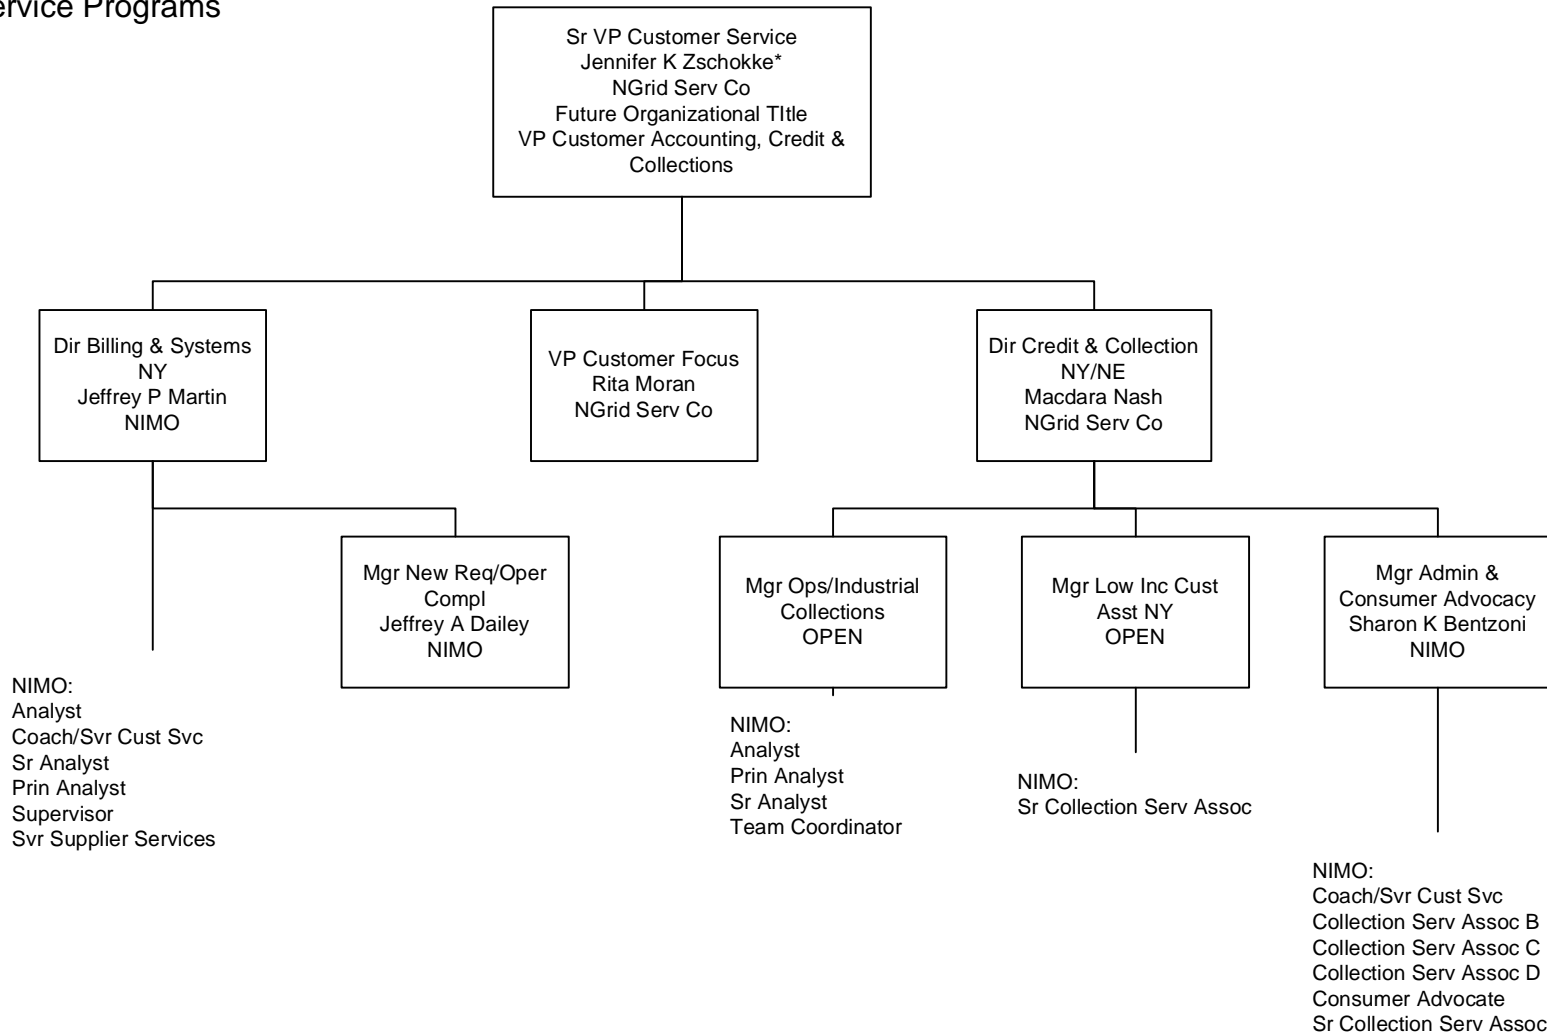 ervice Programs
Sr VP Customer Service
Jennifer K Zschokke*
NGrid Serv Co
Future Organizational TItle
VP Customer Accounting, Credit &
Collections
Dir Billing & Systems
NY
Jeffrey P Martin
NIMO
VP Customer Focus
Rita Moran
NGrid Serv Co
Dir Credit & Collection
NY/NE
Macdara Nash
NGrid Serv Co
Mgr New Req/Oper
Compl
Jeffrey A Dailey
NIMO
Mgr Ops/Industrial
Collections
OPEN
Mgr Low Inc Cust
Asst NY
OPEN
Mgr Admin &
Consumer Advocacy
Sharon K Bentzoni
NIMO
NIMO:
Analyst
Coach/Svr Cust Svc
Sr Analyst
Prin Analyst
Supervisor
Svr Supplier Services
NIMO:
Analyst
Prin Analyst
Sr Analyst
Team Coordinator
NIMO:
Sr Collection Serv Assoc
NIMO:
Coach/Svr Cust Svc
Collection Serv Assoc B
Collection Serv Assoc C
Collection Serv Assoc D
Consumer Advocate
Sr Collection Serv Assoc